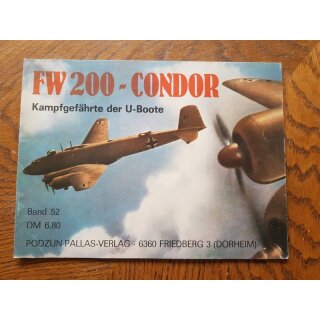 FW 200 - CONDOR
Kampfgefährte der U-Boote
Band 52
DM 6,80
PODZUN-PALLAS-VERLAG · 6360 FRIEDBERG 3 (DORHEIM)